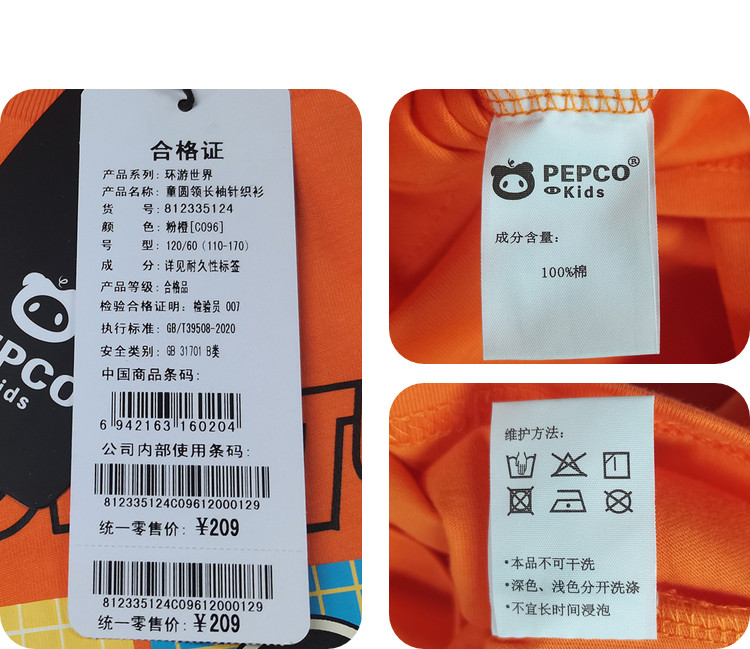 合格证
产品系列: 环游世界
产品名称: 童圆领长袖针织衫
货 号: 812335124
颜 色: 粉橙[C096]
号 型: 120/60 (110-170)
成 分: 详见耐久性标签
产品等级: 合格品
检验合格证明: 检验员 007
执行标准: GB/T39508-2020
安全类别: GB 31701 B类
中国商品条码:
6 942163 160204
公司内部使用条码:
812335124C09612000129
统一零售价: ¥209
812335124C09612000129
统一零售价: ¥209
PEPCO
Kids
PEPCO®
Kids
成分含量:
100%棉
维护方法:
•本品不可干洗
•深色、浅色分开洗涤
•不宜长时间浸泡